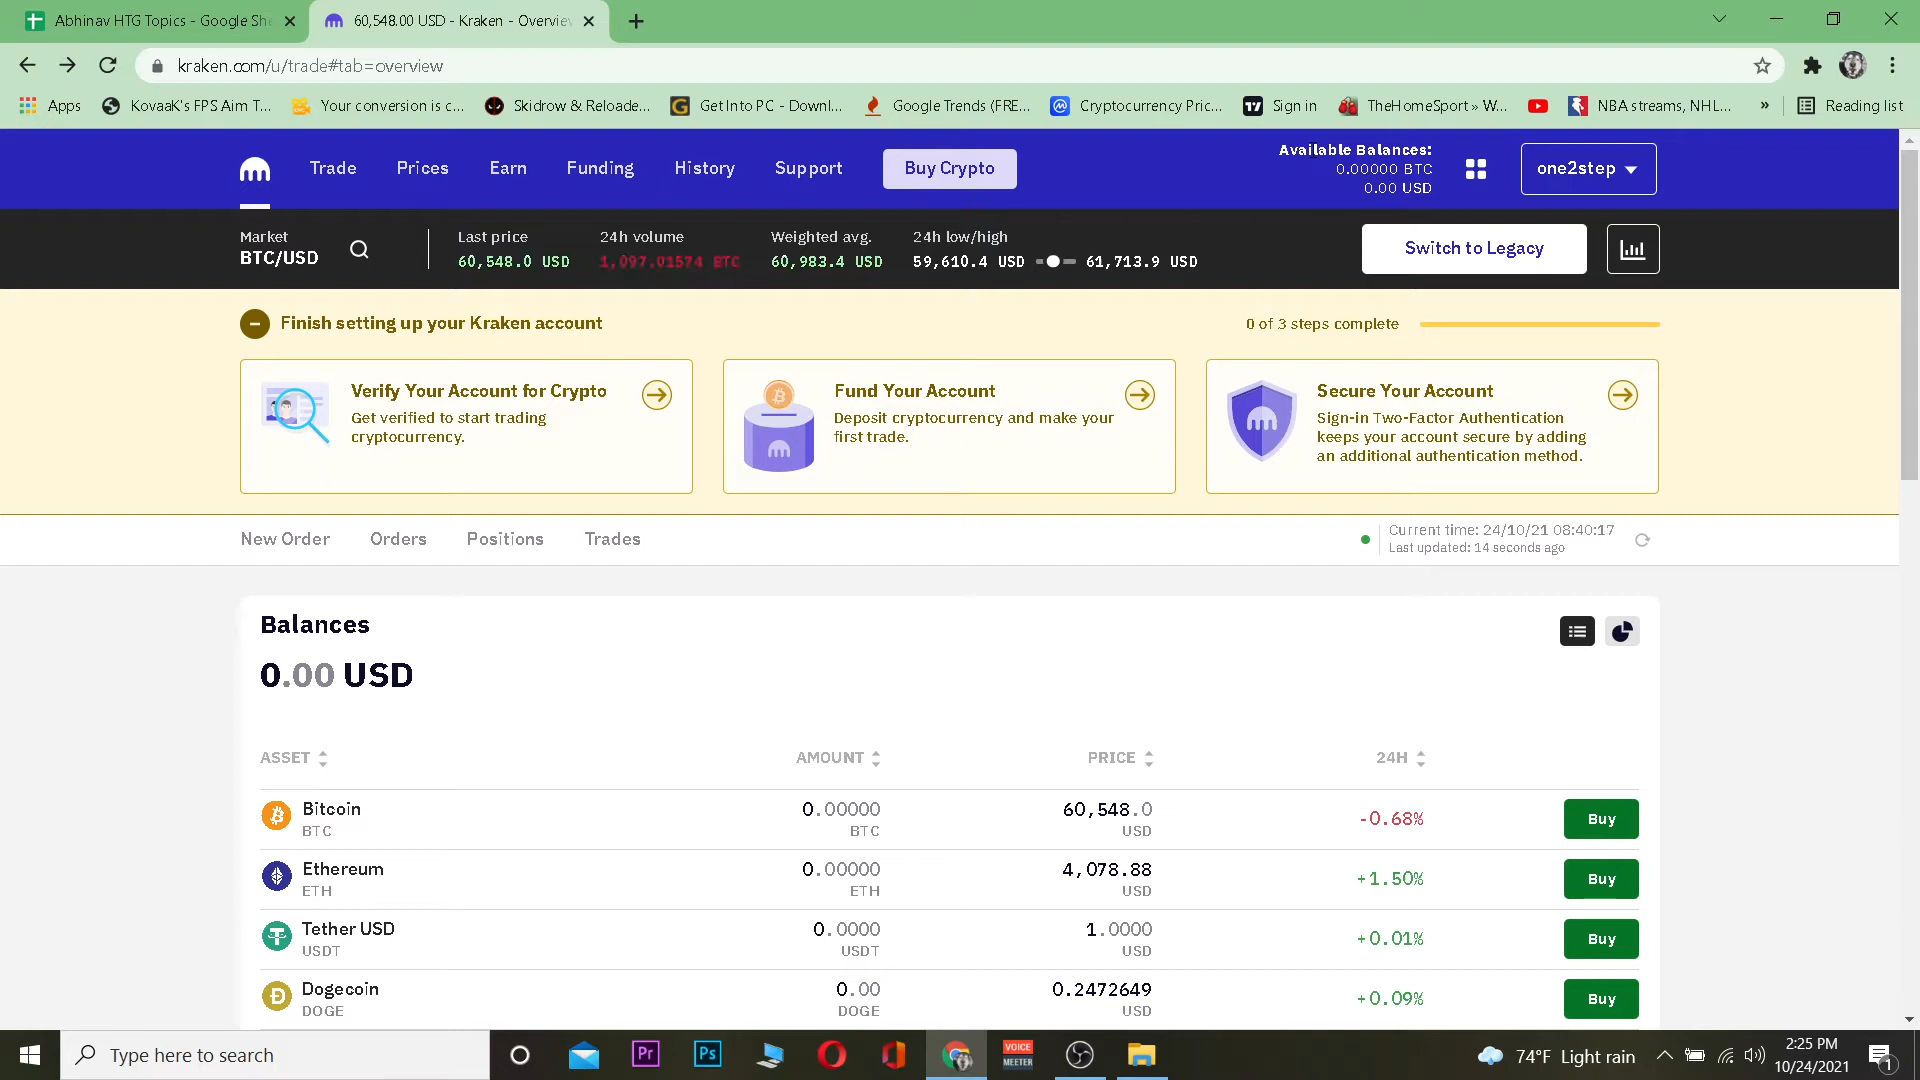 Abhinav HTG Topics - Google She
60,548.00 USD - Kraken - Overvie
kraken.com/u/trade#tab=overview
Apps
KovaaK's FPS Aim T...
Your conversion is c...
Skidrow & Reloade...
Get Into PC - Downl...
Google Trends (FRE...
Cryptocurrency Pric...
Sign in
TheHomeSport » W...
NBA streams, NHL...
»
Reading list
Trade
Prices
Earn
Funding
History
Support
Buy Crypto
Available Balances:
0.00000 BTC
0.00 USD
one2step
Market
BTC/USD
Last price
60,548.0 USD
24h volume
1,097.01574 BTC
Weighted avg.
60,983.4 USD
24h low/high
59,610.4 USD
61,713.9 USD
Switch to Legacy
Finish setting up your Kraken account
0 of 3 steps complete
Verify Your Account for Crypto
Get verified to start trading
cryptocurrency.
Fund Your Account
Deposit cryptocurrency and make your
first trade.
Secure Your Account
Sign-in Two-Factor Authentication
keeps your account secure by adding
an additional authentication method.
New Order
Orders
Positions
Trades
Current time: 24/10/21 08:40:17
Last updated: 14 seconds ago
Balances
0.00 USD
ASSET
AMOUNT
PRICE
24H
Bitcoin
BTC
0.00000
BTC
60,548.0
USD
-0.68%
Buy
Ethereum
ETH
0.00000
ETH
4,078.88
USD
+1.50%
Buy
Tether USD
USDT
0.0000
USDT
1.0000
USD
+0.01%
Buy
Dogecoin
DOGE
0.00
DOGE
0.2472649
USD
+0.09%
Buy
Type here to search
Pr
Ps
VOICE
MEETER
74°F Light rain
2:25 PM
10/24/2021
1